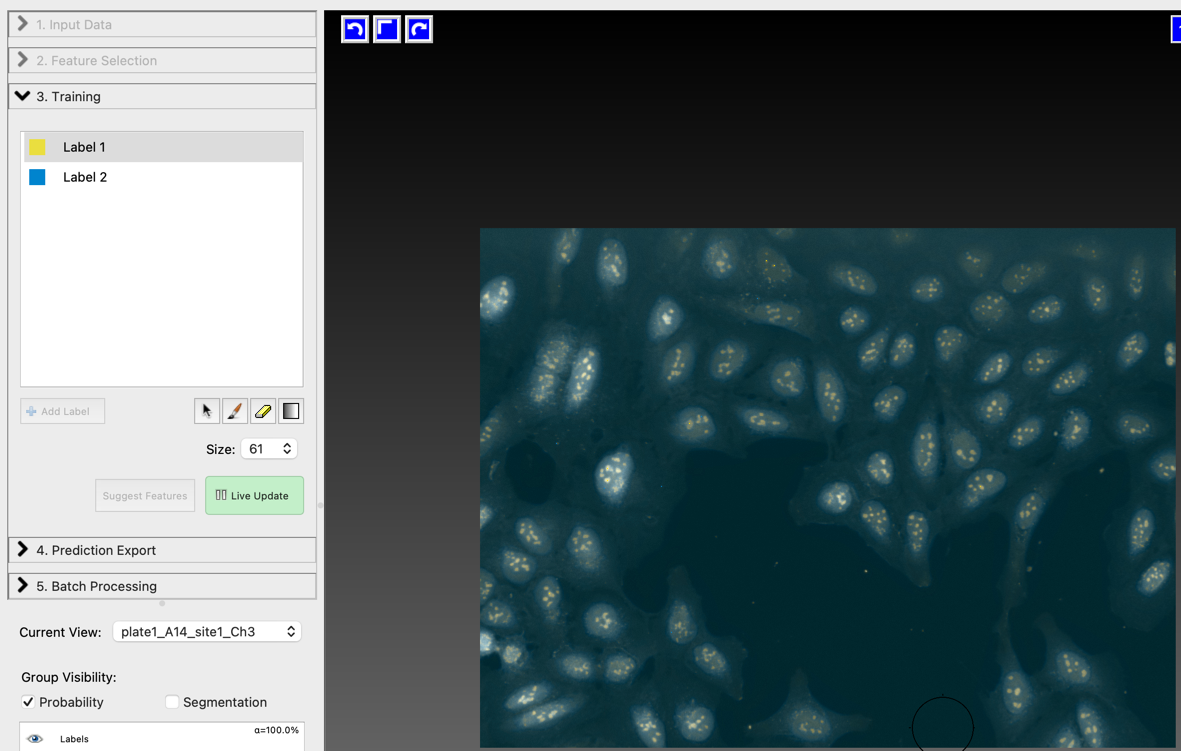 1. Input Data
2. Feature Selection
3. Training
Label 1
Label 2
Add Label
Size: 61
Suggest Features
Live Update
4. Prediction Export
5. Batch Processing
Current View: plate1_A14_site1_Ch3
Group Visibility:
Probability
Segmentation
α=100.0%
Labels